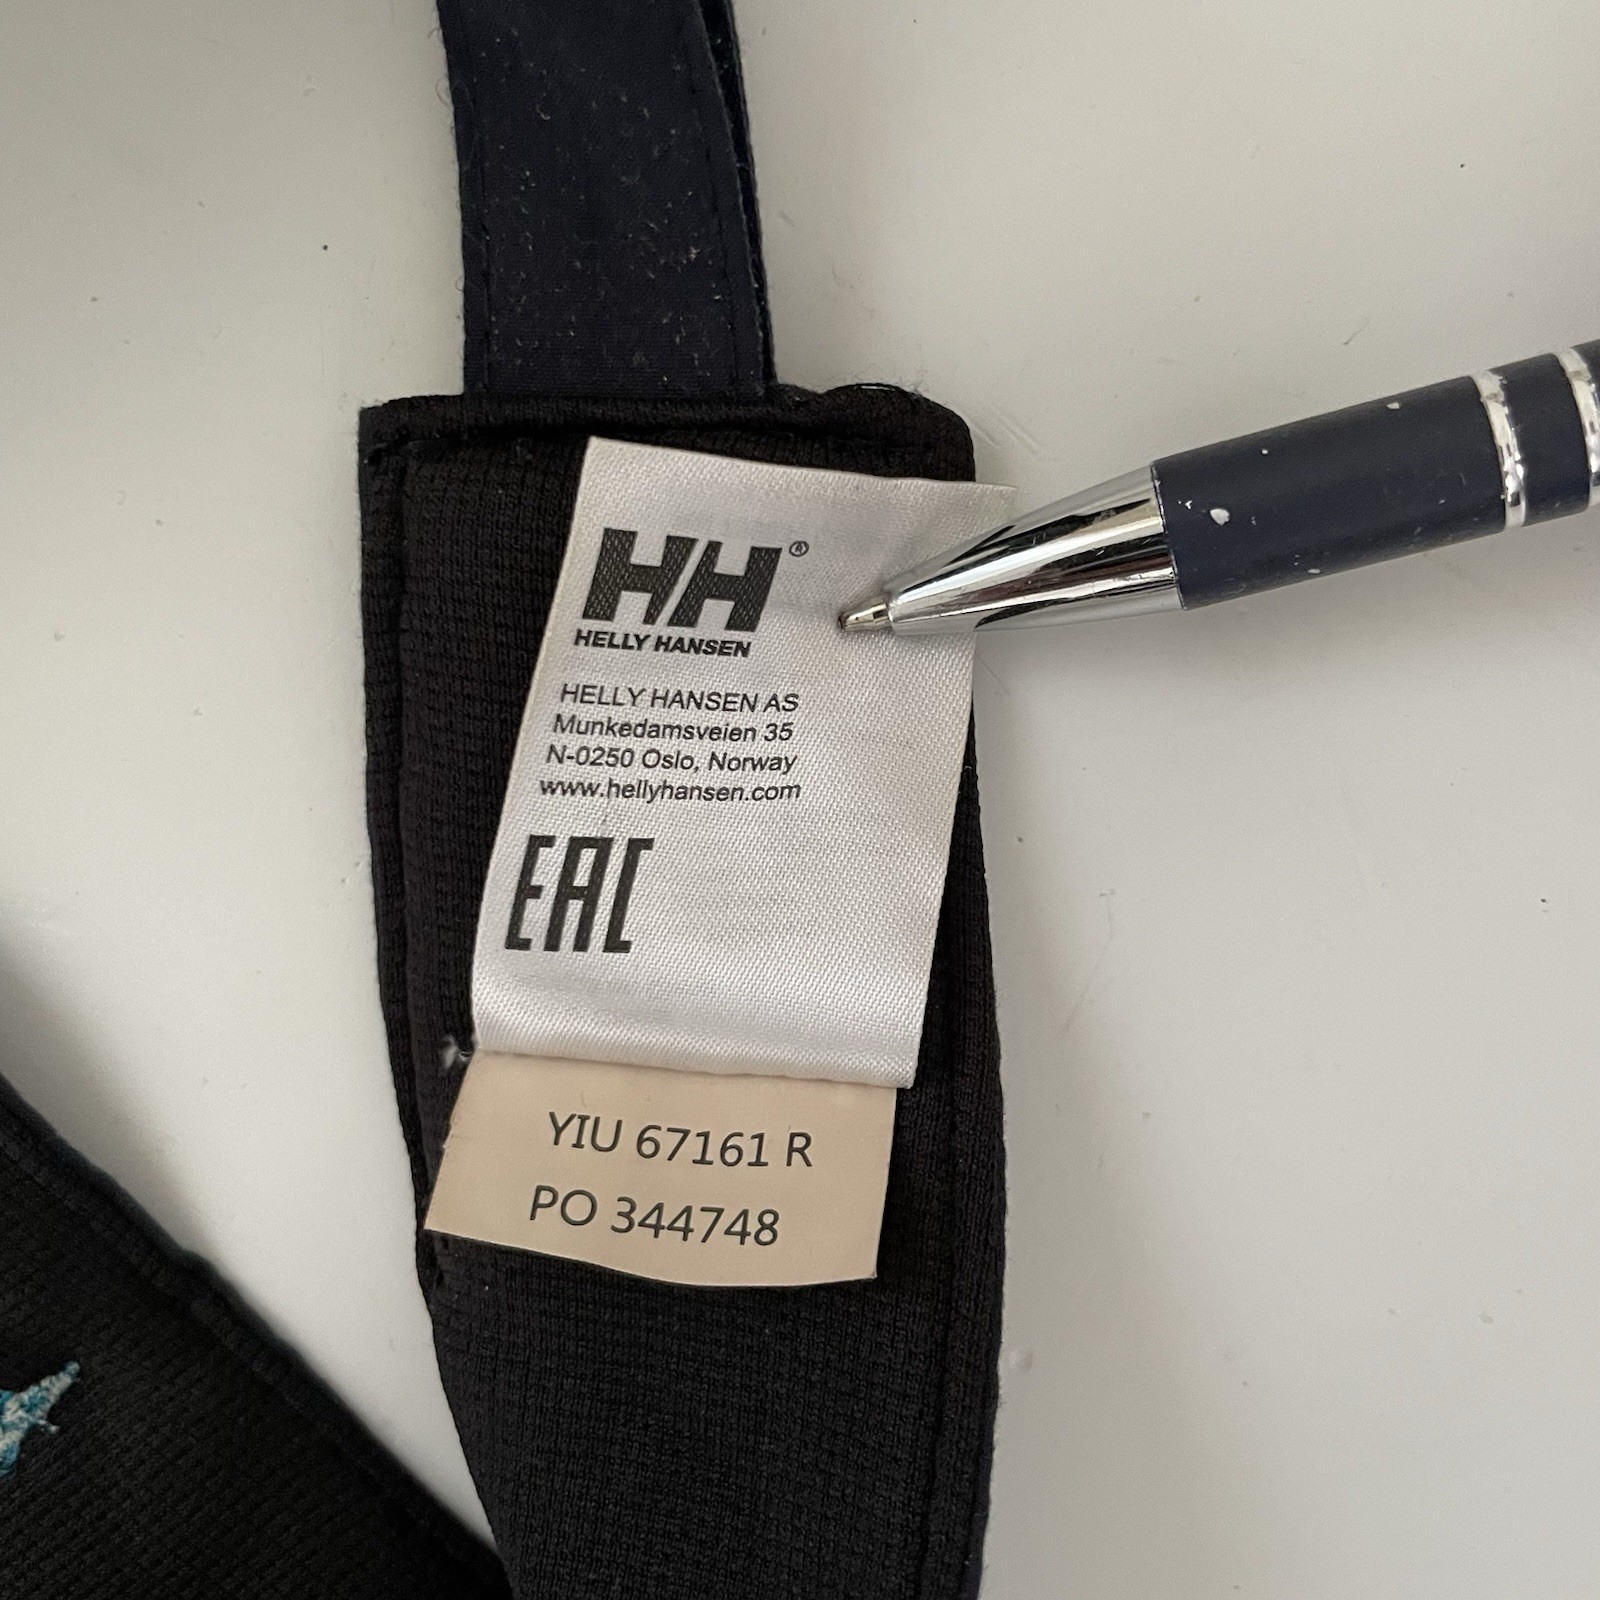 HH®
HELLY HANSEN
HELLY HANSEN AS
Munkedamsveien 35
N-0250 Oslo, Norway
www.hellyhansen.com
EAC
YIU 67161 R
PO 344748